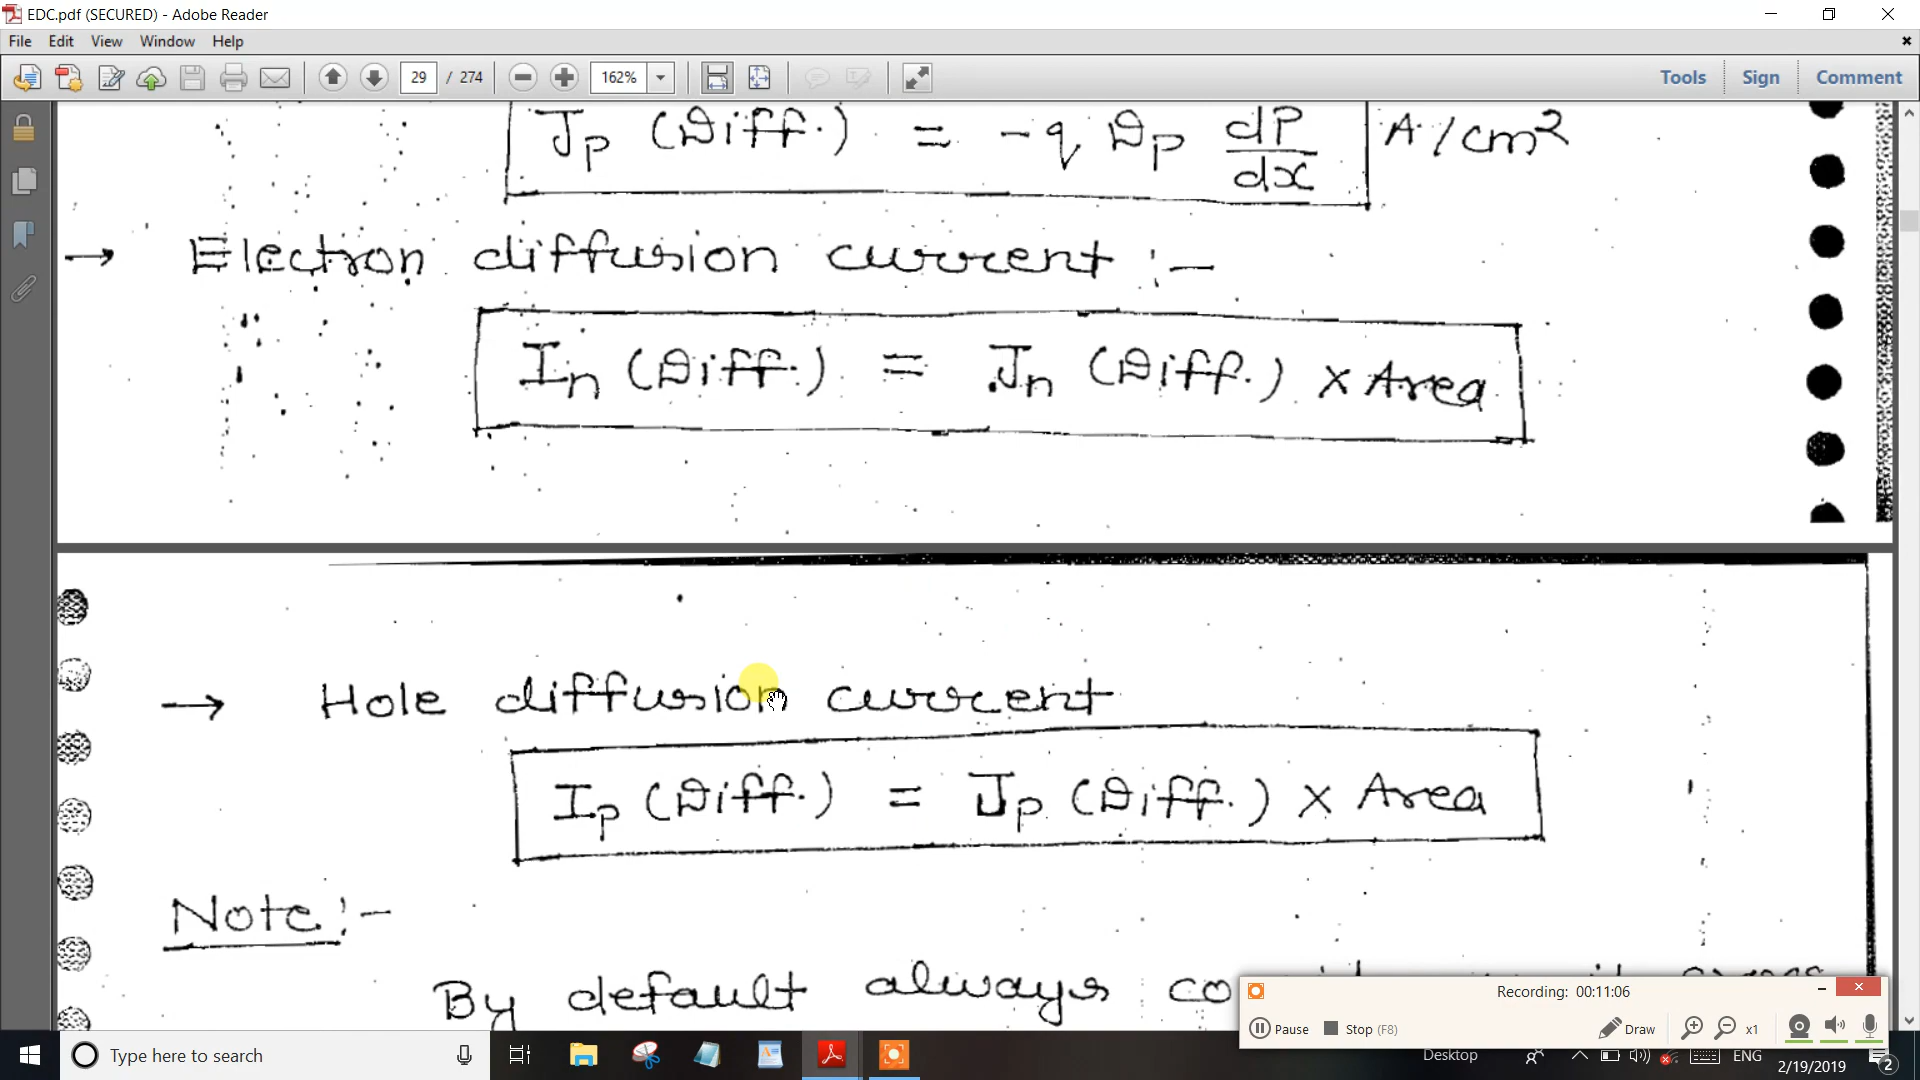 EDC.pdf (SECURED) - Adobe Reader
File Edit View Window Help
29 / 274 162% Tools Sign Comment
Jp (Diff.) = -q Dp dP/dx A/cm2
→ Electron diffusion current :-
In (Diff.) = Jn (Diff.) x Area
→ Hole diffusion current
Ip (Diff.) = Jp (Diff.) x Area
Note :-
By default always
Recording: 00:11:06
Pause Stop (F8) Draw x1
Type here to search
Desktop ENG
2/19/2019 2